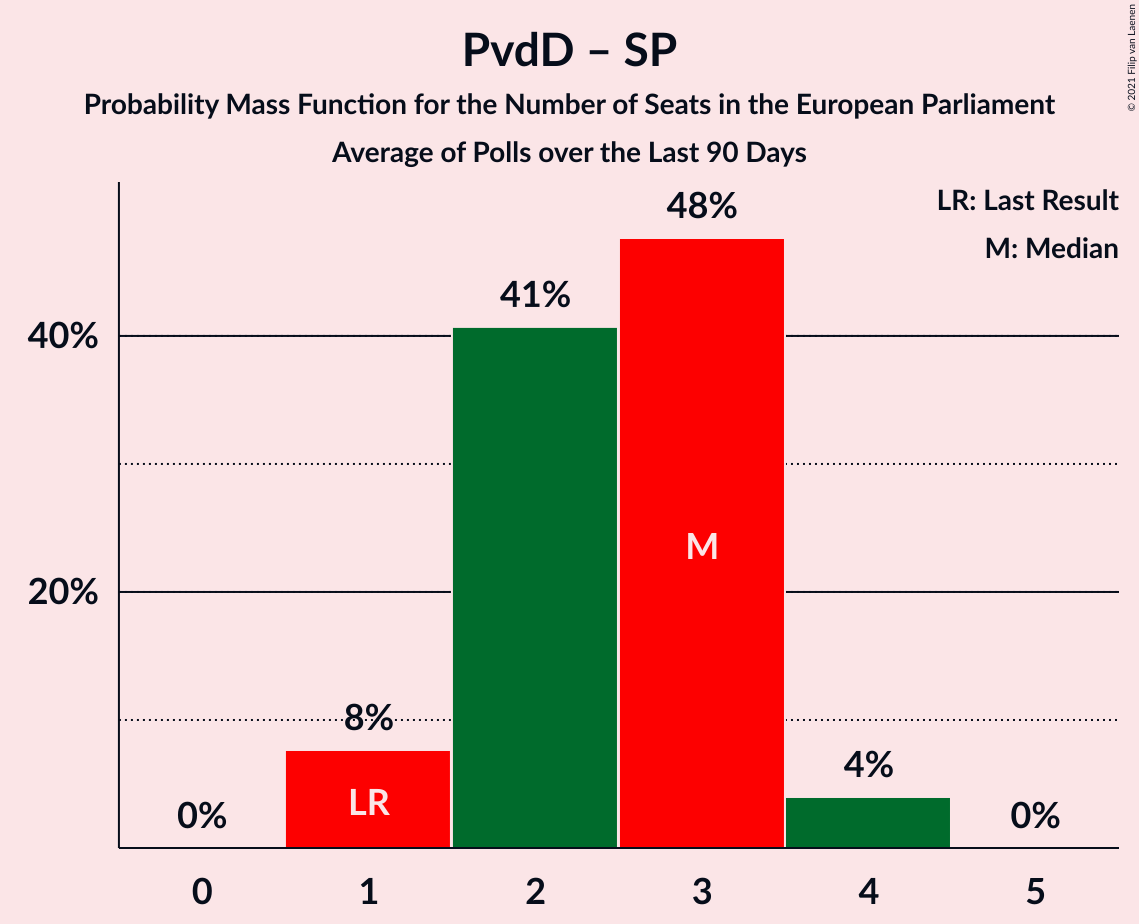 PvdD – SP
Probability Mass Function for the Number of Seats in the European Parliament
Average of Polls over the Last 90 Days
© 2021 Filip van Laenen
LR: Last Result
M: Median
40%
20%
0%
8%
41%
48%
4%
0%
LR
M
0 1 2 3 4 5